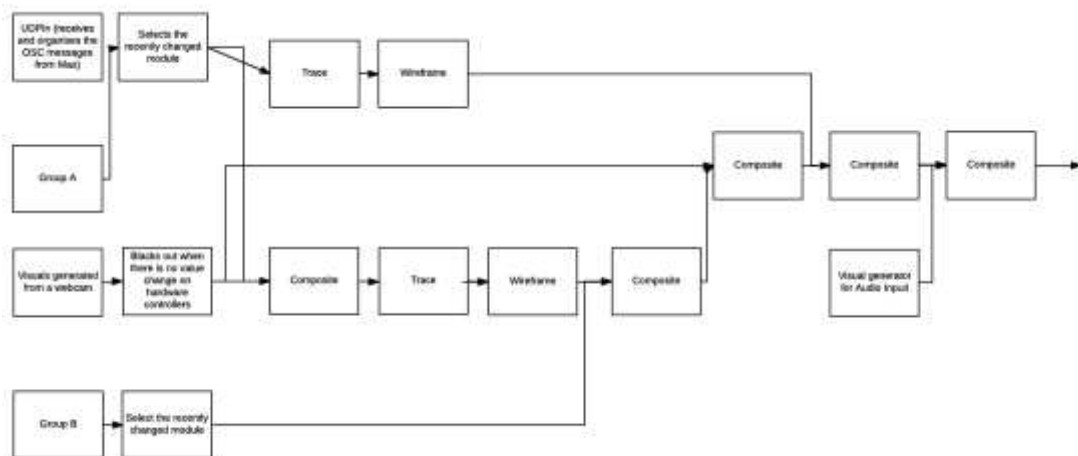 UDPIn (receives
and organises the
OSC messages
from Max)
Selects the
recently changed
module
Trace
Wireframe
Group A
Composite
Composite
Composite
Visuals generated
from a webcam
Blacks out when
there is no value
change on
hardware
controllers
Composite
Trace
Wireframe
Composite
Visual generator
for Audio Input
Group B
Select the recently
changed module